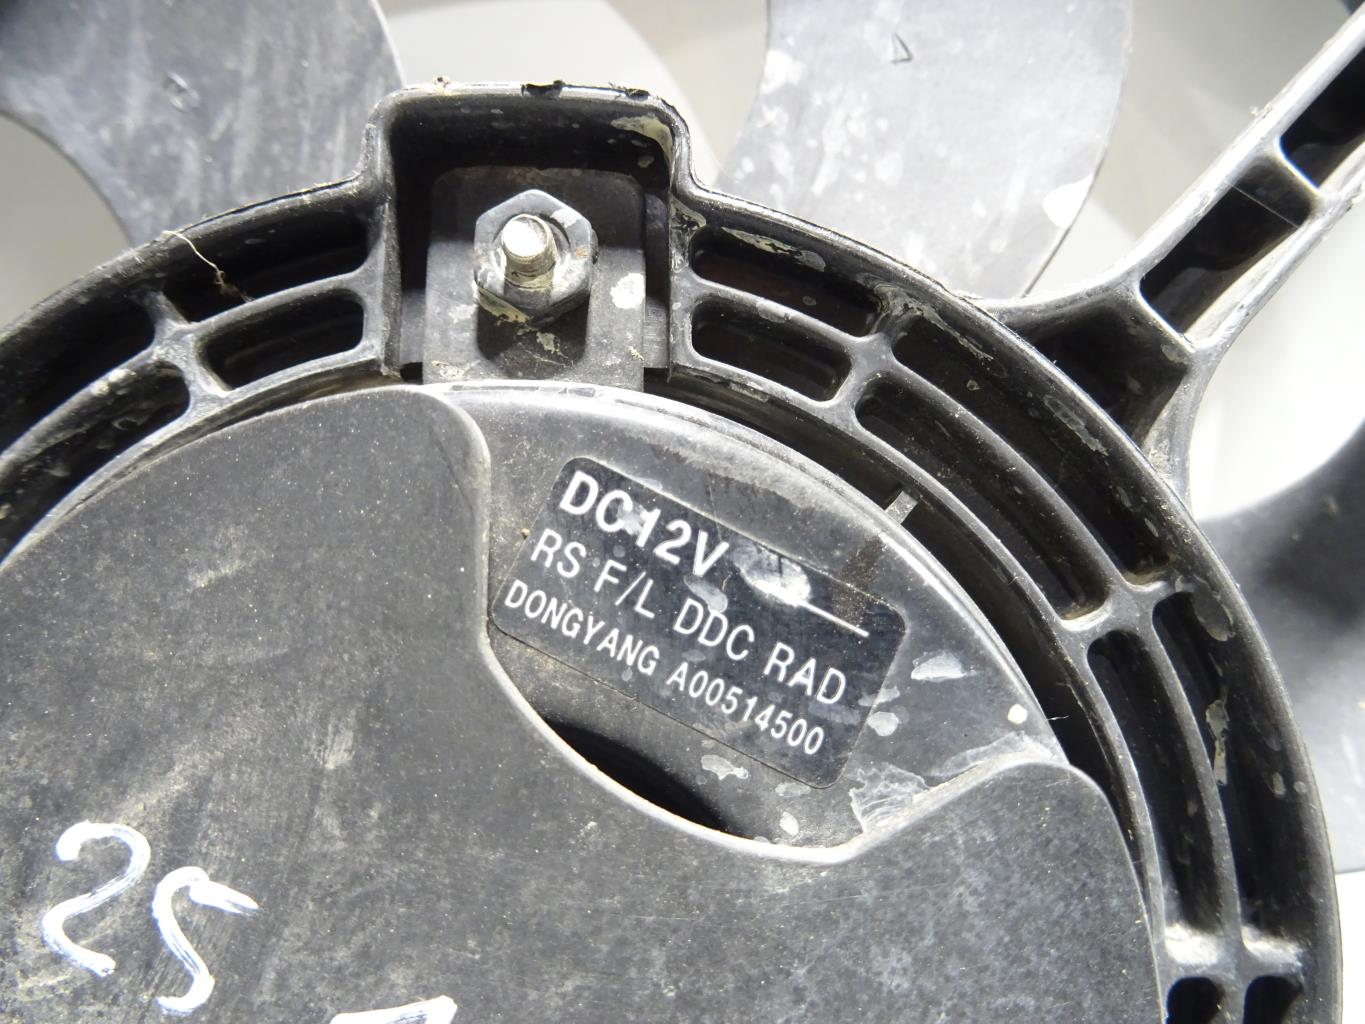 DC12V
RS F/L DDC RAD
DONGYANG A00514500
25